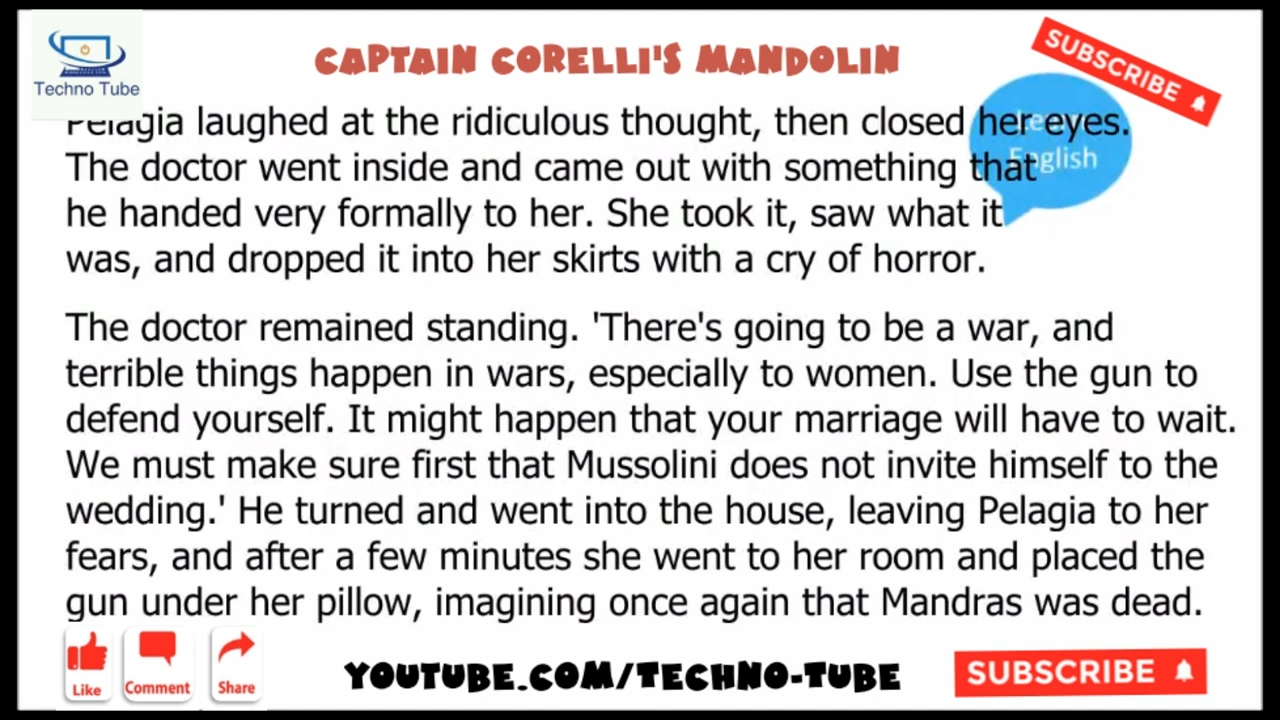 Techno Tube
CAPTAIN CORELLI'S MANDOLIN
SUBSCRIBE
Learn
English
Pelagia laughed at the ridiculous thought, then closed her eyes.
The doctor went inside and came out with something that
he handed very formally to her. She took it, saw what it
was, and dropped it into her skirts with a cry of horror.
The doctor remained standing. 'There's going to be a war, and
terrible things happen in wars, especially to women. Use the gun to
defend yourself. It might happen that your marriage will have to wait.
We must make sure first that Mussolini does not invite himself to the
wedding.' He turned and went into the house, leaving Pelagia to her
fears, and after a few minutes she went to her room and placed the
gun under her pillow, imagining once again that Mandras was dead.
Like
Comment
Share
YOUTUBE.COM/TECHNO-TUBE
SUBSCRIBE